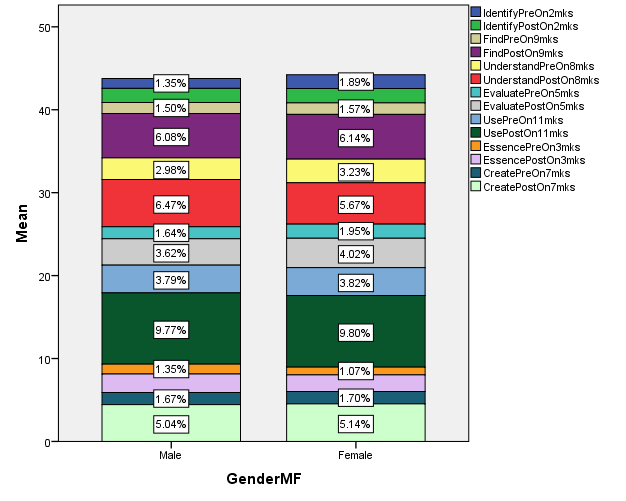 50
40
30
20
10
0
Mean
1.35%
1.50%
6.08%
2.98%
6.47%
1.64%
3.62%
3.79%
9.77%
1.35%
1.67%
5.04%
1.89%
1.57%
6.14%
3.23%
5.67%
1.95%
4.02%
3.82%
9.80%
1.07%
1.70%
5.14%
Male
Female
GenderMF
IdentifyPreOn2mks
IdentifyPostOn2mks
FindPreOn9mks
FindPostOn9mks
UnderstandPreOn8mks
UnderstandPostOn8mks
EvaluatePreOn5mks
EvaluatePostOn5mks
UsePreOn11mks
UsePostOn11mks
EssencePreOn3mks
EssencePostOn3mks
CreatePreOn7mks
CreatePostOn7mks